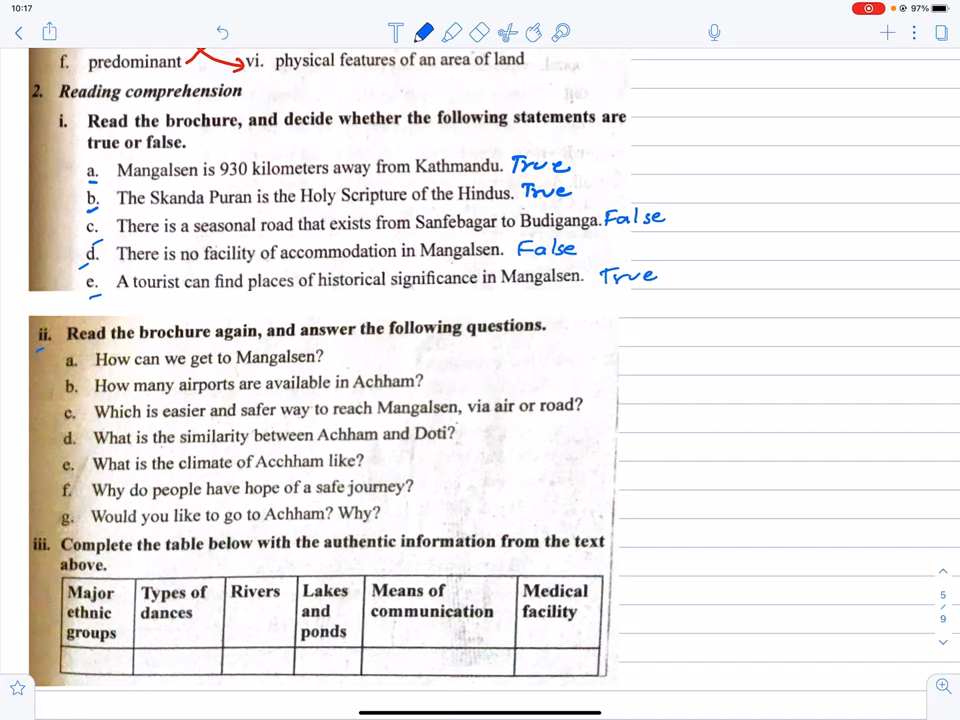 10:17
97%
f. predominant vi. physical features of an area of land
2. Reading comprehension
i. Read the brochure, and decide whether the following statements are
true or false.
a. Mangalsen is 930 kilometers away from Kathmandu. True
b. The Skanda Puran is the Holy Scripture of the Hindus. True
c. There is a seasonal road that exists from Sanfebagar to Budiganga. False
d. There is no facility of accommodation in Mangalsen. False
e. A tourist can find places of historical significance in Mangalsen. True
ii. Read the brochure again, and answer the following questions.
a. How can we get to Mangalsen?
b. How many airports are available in Achham?
c. Which is easier and safer way to reach Mangalsen, via air or road?
d. What is the similarity between Achham and Doti?
e. What is the climate of Acchham like?
f. Why do people have hope of a safe journey?
g. Would you like to go to Achham? Why?
iii. Complete the table below with the authentic information from the text
above.
Major ethnic groups
Types of dances
Rivers
Lakes and ponds
Means of communication
Medical facility
5
/
9